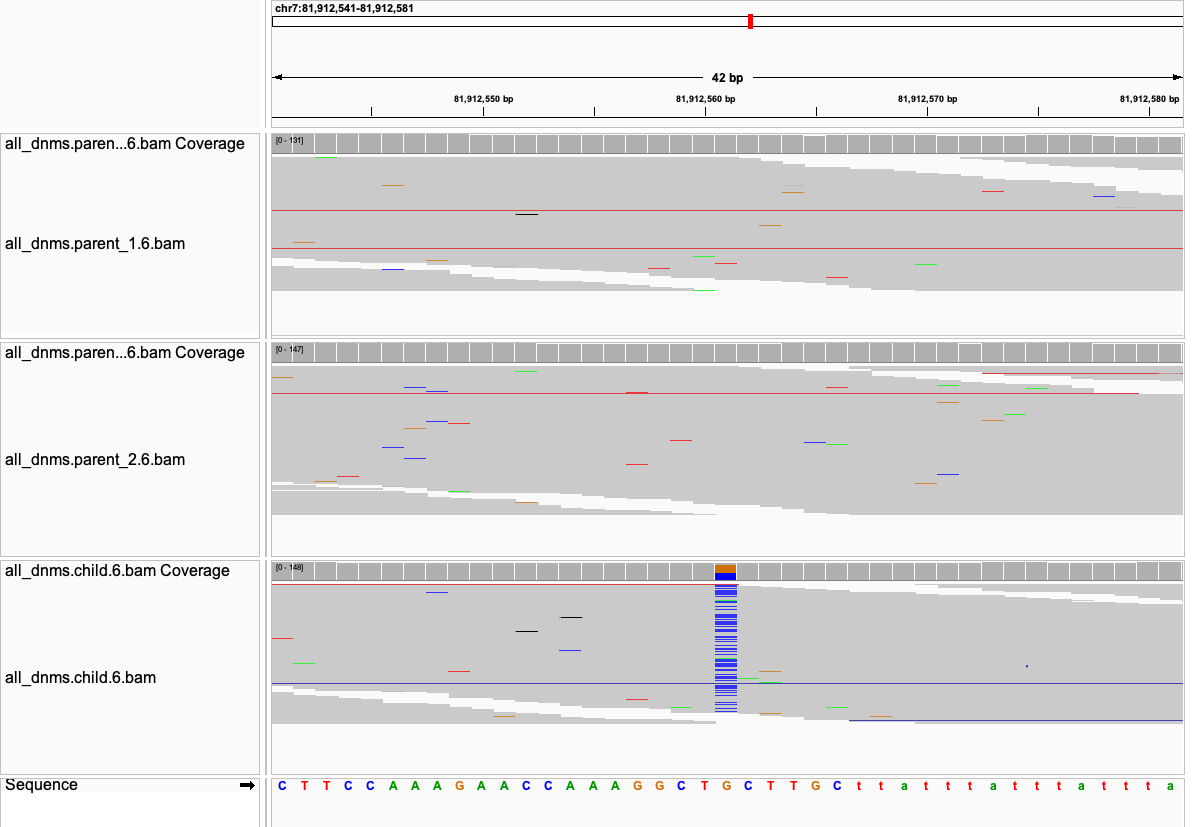 chr7:81,912,541-81,912,581
42 bp
81,912,550 bp 81,912,560 bp 81,912,570 bp 81,912,580 bp
all_dnms.paren...6.bam Coverage
[0 - 131]
all_dnms.parent_1.6.bam
all_dnms.paren...6.bam Coverage
[0 - 147]
all_dnms.parent_2.6.bam
all_dnms.child.6.bam Coverage
[0 - 148]
all_dnms.child.6.bam
Sequence C T T C C A A A G A A C C A A A G G C T G C T T G C t t a t t t a t t t a t t t a